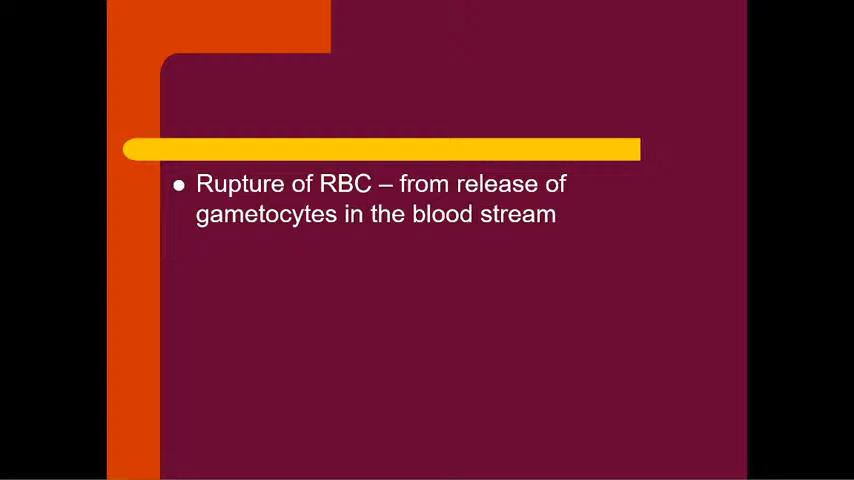 ● Rupture of RBC – from release of
gametocytes in the blood stream